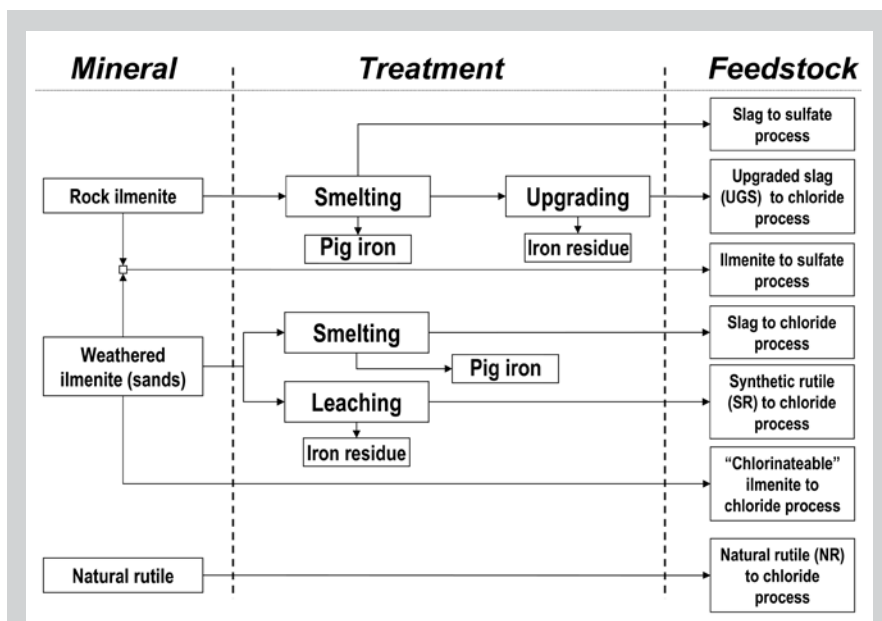 Mineral
Treatment
Feedstock
Slag to sulfate
process
Rock ilmenite
Smelting
Upgrading
Upgraded slag
(UGS) to chloride
process
Pig iron
Iron residue
Ilmenite to sulfate
process
Weathered
ilmenite (sands)
Smelting
Slag to chloride
process
Pig iron
Leaching
Synthetic rutile
(SR) to chloride
process
Iron residue
“Chlorinateable”
ilmenite to
chloride process
Natural rutile
Natural rutile (NR)
to chloride
process